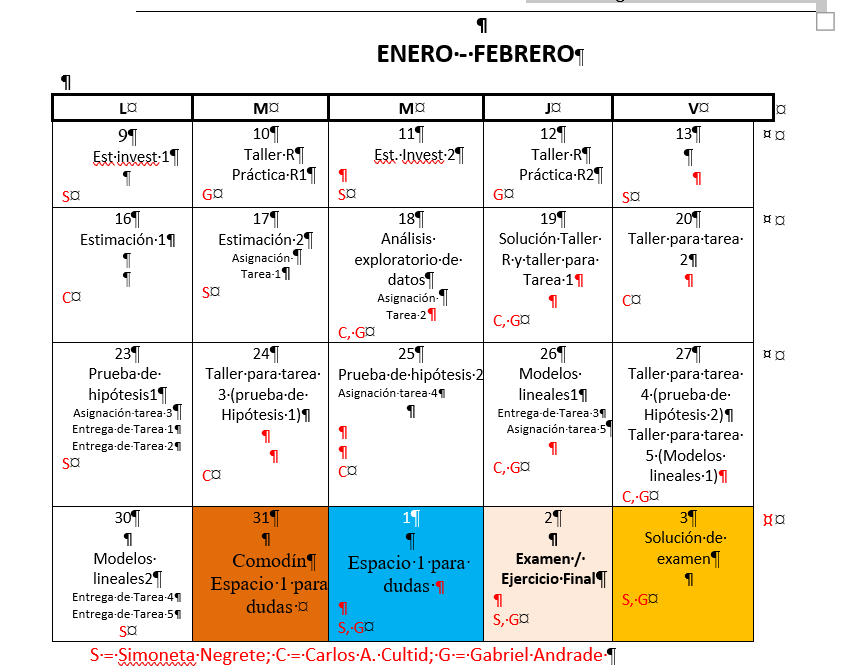 ENERO - FEBRERO
L M M J V
9
Est invest 1
S
10
Taller R
Práctica R1
G
11
Est. Invest 2
S
12
Taller R
Práctica R2
G
13
S
16
Estimación 1
C
17
Estimación 2
Asignación
Tarea 1
S
18
Análisis
exploratorio de
datos
Asignación
Tarea 2
C, G
19
Solución Taller
R y taller para
Tarea 1
C, G
20
Taller para tarea
2
C
23
Prueba de
hipótesis1
Asignación tarea 3
Entrega de Tarea 1
Entrega de Tarea 2
S
24
Taller para tarea
3 (prueba de
Hipótesis 1)
C
25
Prueba de hipótesis 2
Asignación tarea 4
C
26
Modelos
lineales1
Entrega de Tarea 3
Asignación tarea 5
C, G
27
Taller para tarea
4 (prueba de
Hipótesis 2)
Taller para tarea
5 (Modelos
lineales 1)
C, G
30
Modelos
lineales2
Entrega de Tarea 4
Entrega de Tarea 5
S
31
Comodín
Espacio 1 para
dudas
1
Espacio 1 para
dudas
S, G
2
Examen /
Ejercicio Final
S, G
3
Solución de
examen
S, G
S = Simoneta Negrete; C = Carlos A. Cultid; G = Gabriel Andrade